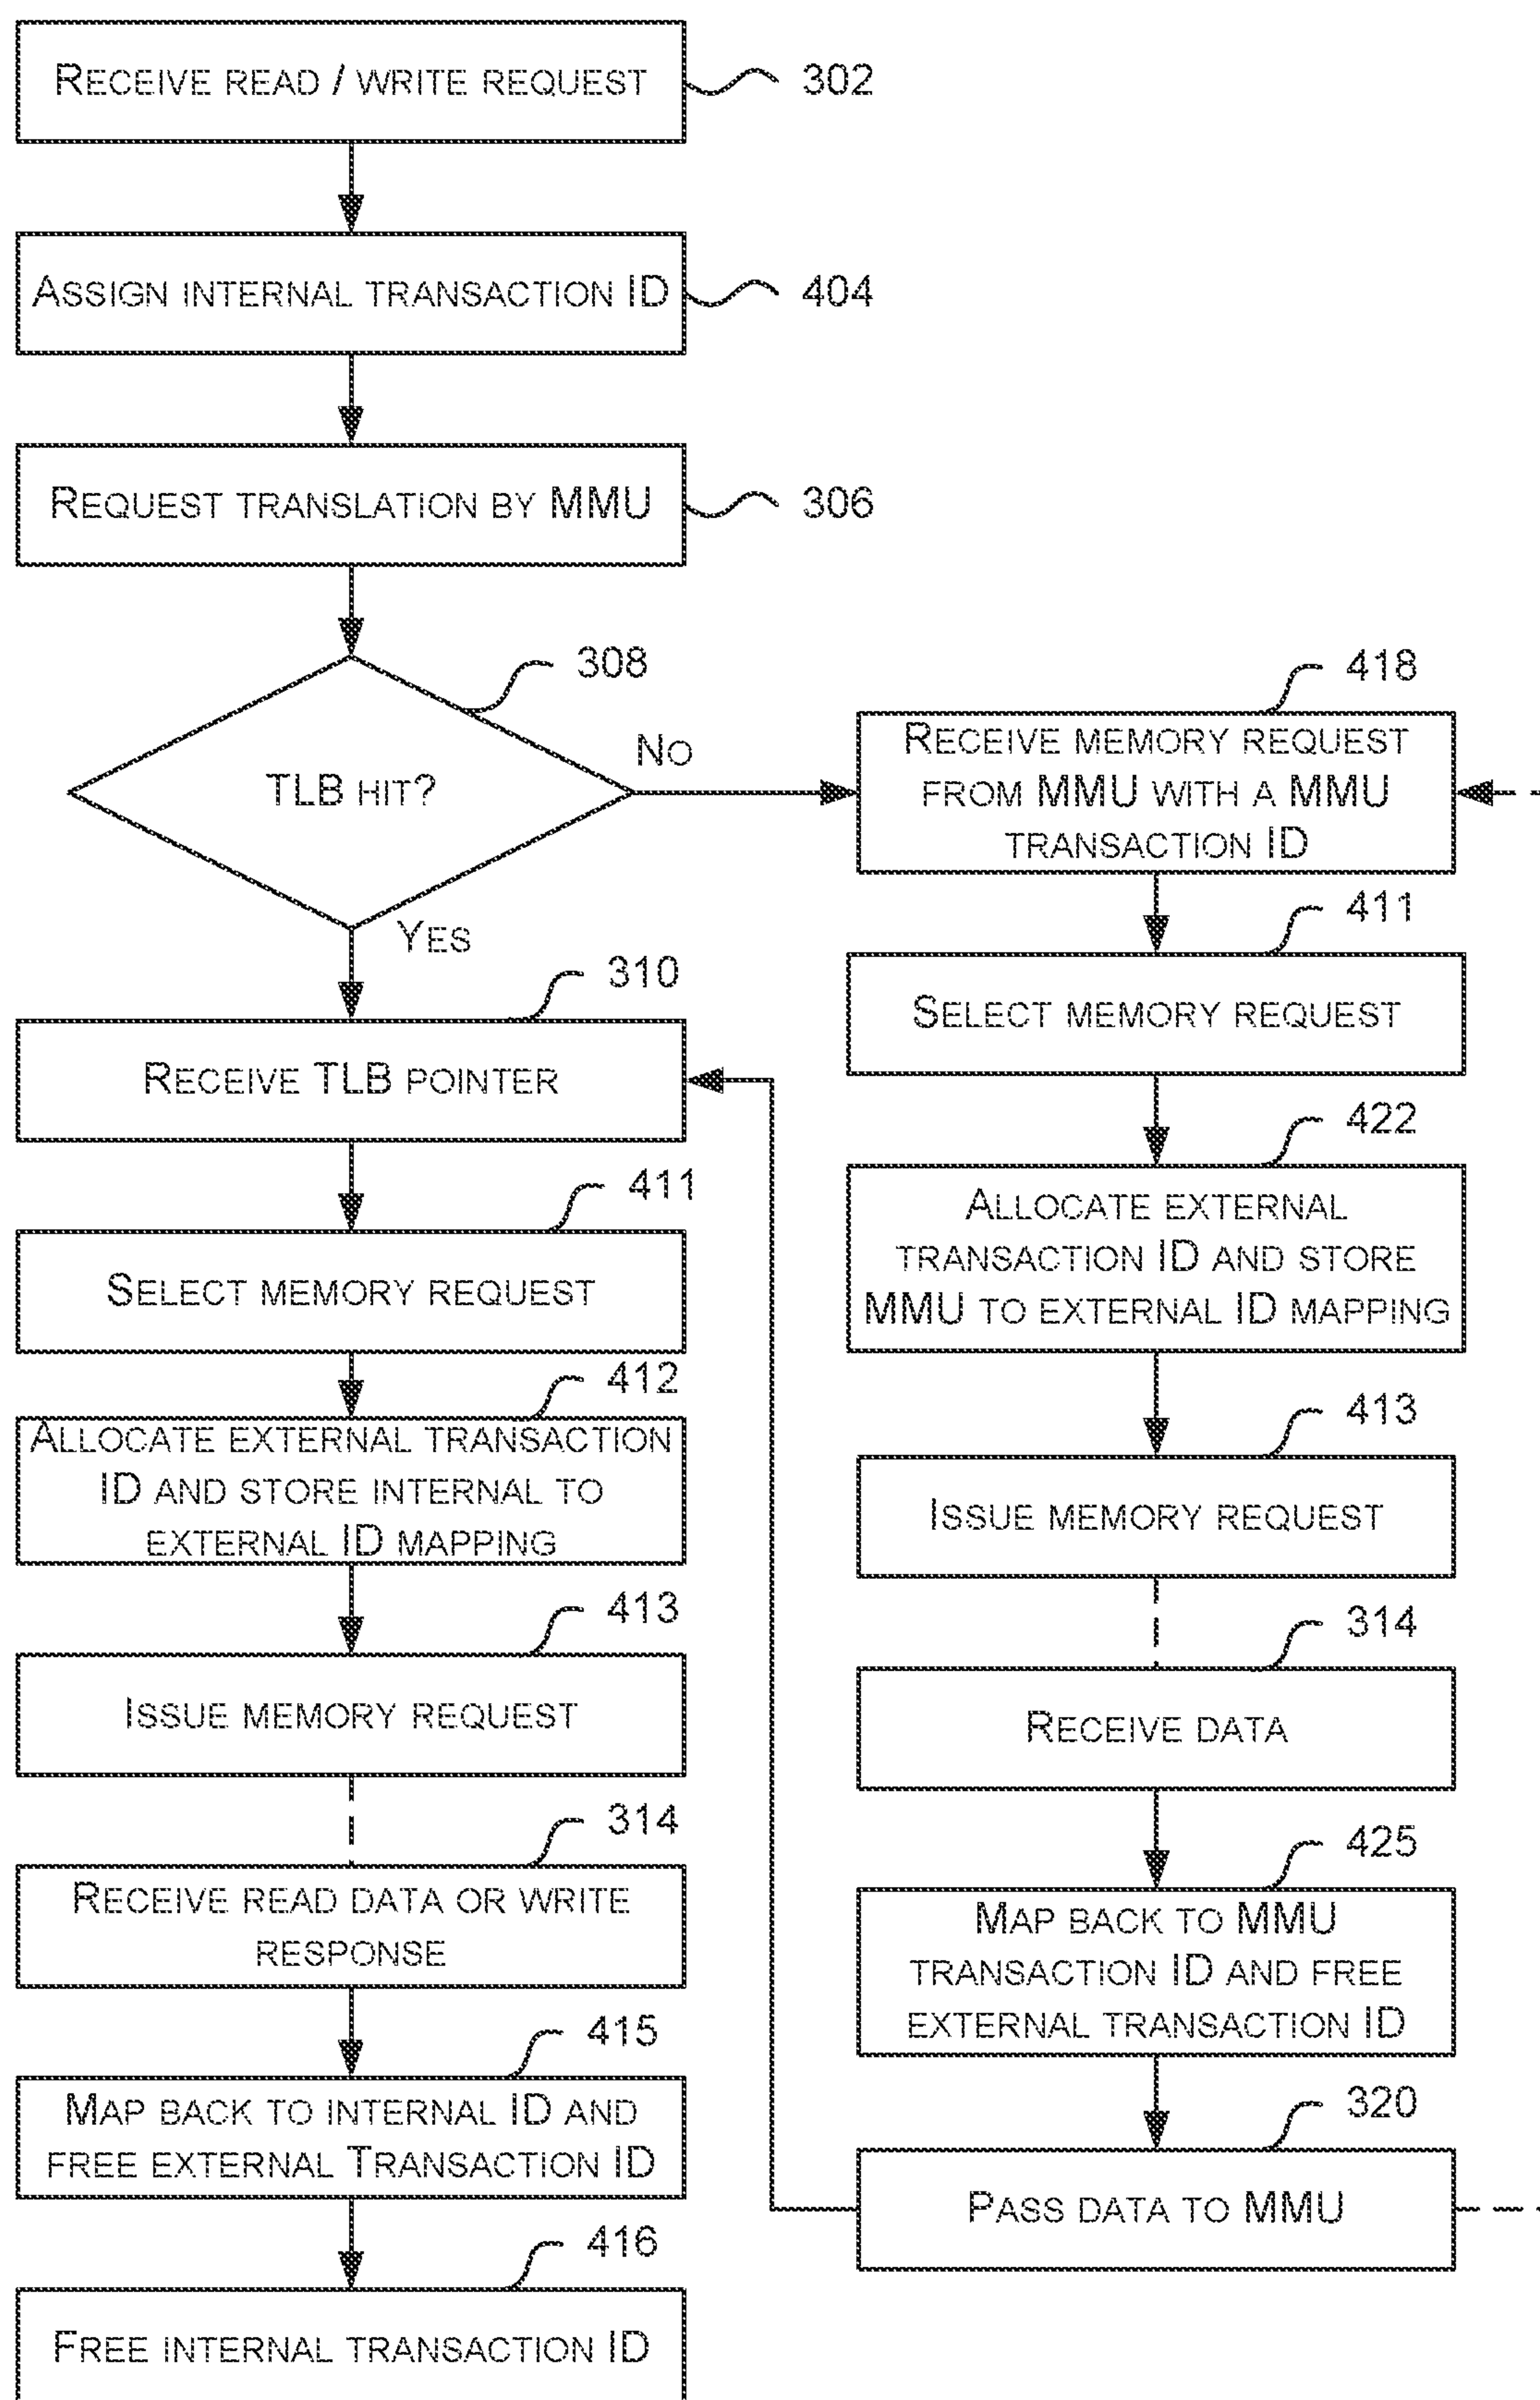 RECEIVE READ / WRITE REQUEST
302
ASSIGN INTERNAL TRANSACTION ID
404
REQUEST TRANSLATION BY MMU
306
TLB HIT?
308
NO
YES
RECEIVE TLB POINTER
310
SELECT MEMORY REQUEST
411
ALLOCATE EXTERNAL TRANSACTION
ID AND STORE INTERNAL TO
EXTERNAL ID MAPPING
412
ISSUE MEMORY REQUEST
413
RECEIVE READ DATA OR WRITE
RESPONSE
314
MAP BACK TO INTERNAL ID AND
FREE EXTERNAL TRANSACTION ID
415
FREE INTERNAL TRANSACTION ID
416
RECEIVE MEMORY REQUEST
FROM MMU WITH A MMU
TRANSACTION ID
418
SELECT MEMORY REQUEST
411
ALLOCATE EXTERNAL
TRANSACTION ID AND STORE
MMU TO EXTERNAL ID MAPPING
422
ISSUE MEMORY REQUEST
413
RECEIVE DATA
314
MAP BACK TO MMU
TRANSACTION ID AND FREE
EXTERNAL TRANSACTION ID
425
PASS DATA TO MMU
320